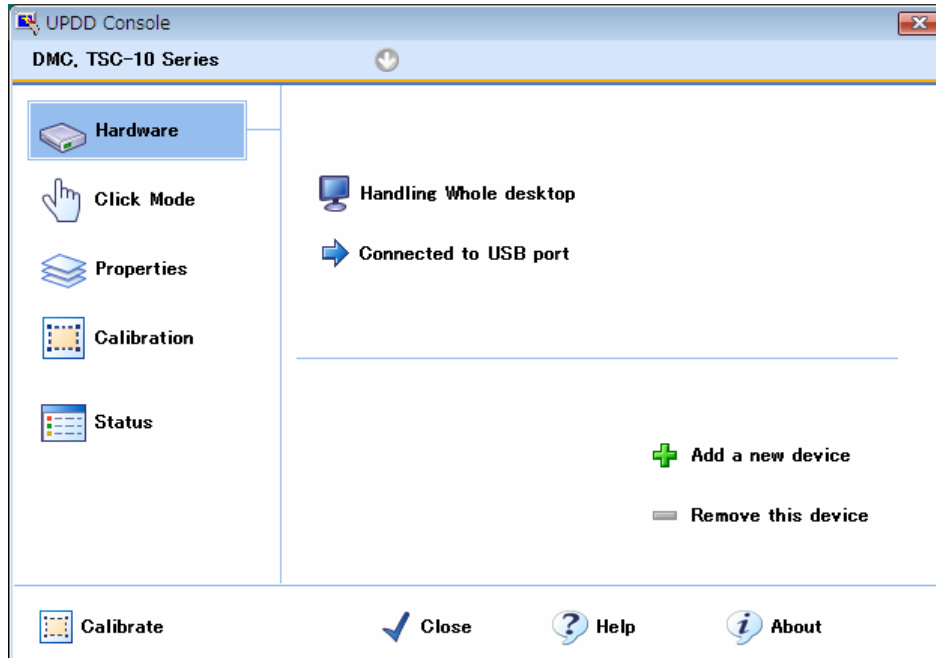 UPDD Console
DMC, TSC-10 Series
Hardware
Click Mode
Properties
Calibration
Status
Handling Whole desktop
Connected to USB port
Add a new device
Remove this device
Calibrate
Close
Help
About